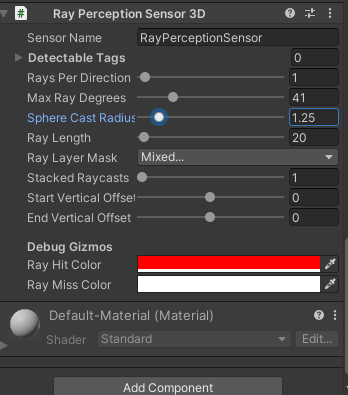 Ray Perception Sensor 3D
Sensor Name RayPerceptionSensor
Detectable Tags 0
Rays Per Direction 1
Max Ray Degrees 41
Sphere Cast Radiu 1.25
Ray Length 20
Ray Layer Mask Mixed...
Stacked Raycasts 1
Start Vertical Offset 0
End Vertical Offset 0
Debug Gizmos
Ray Hit Color
Ray Miss Color
Default-Material (Material)
Shader Standard Edit...
Add Component